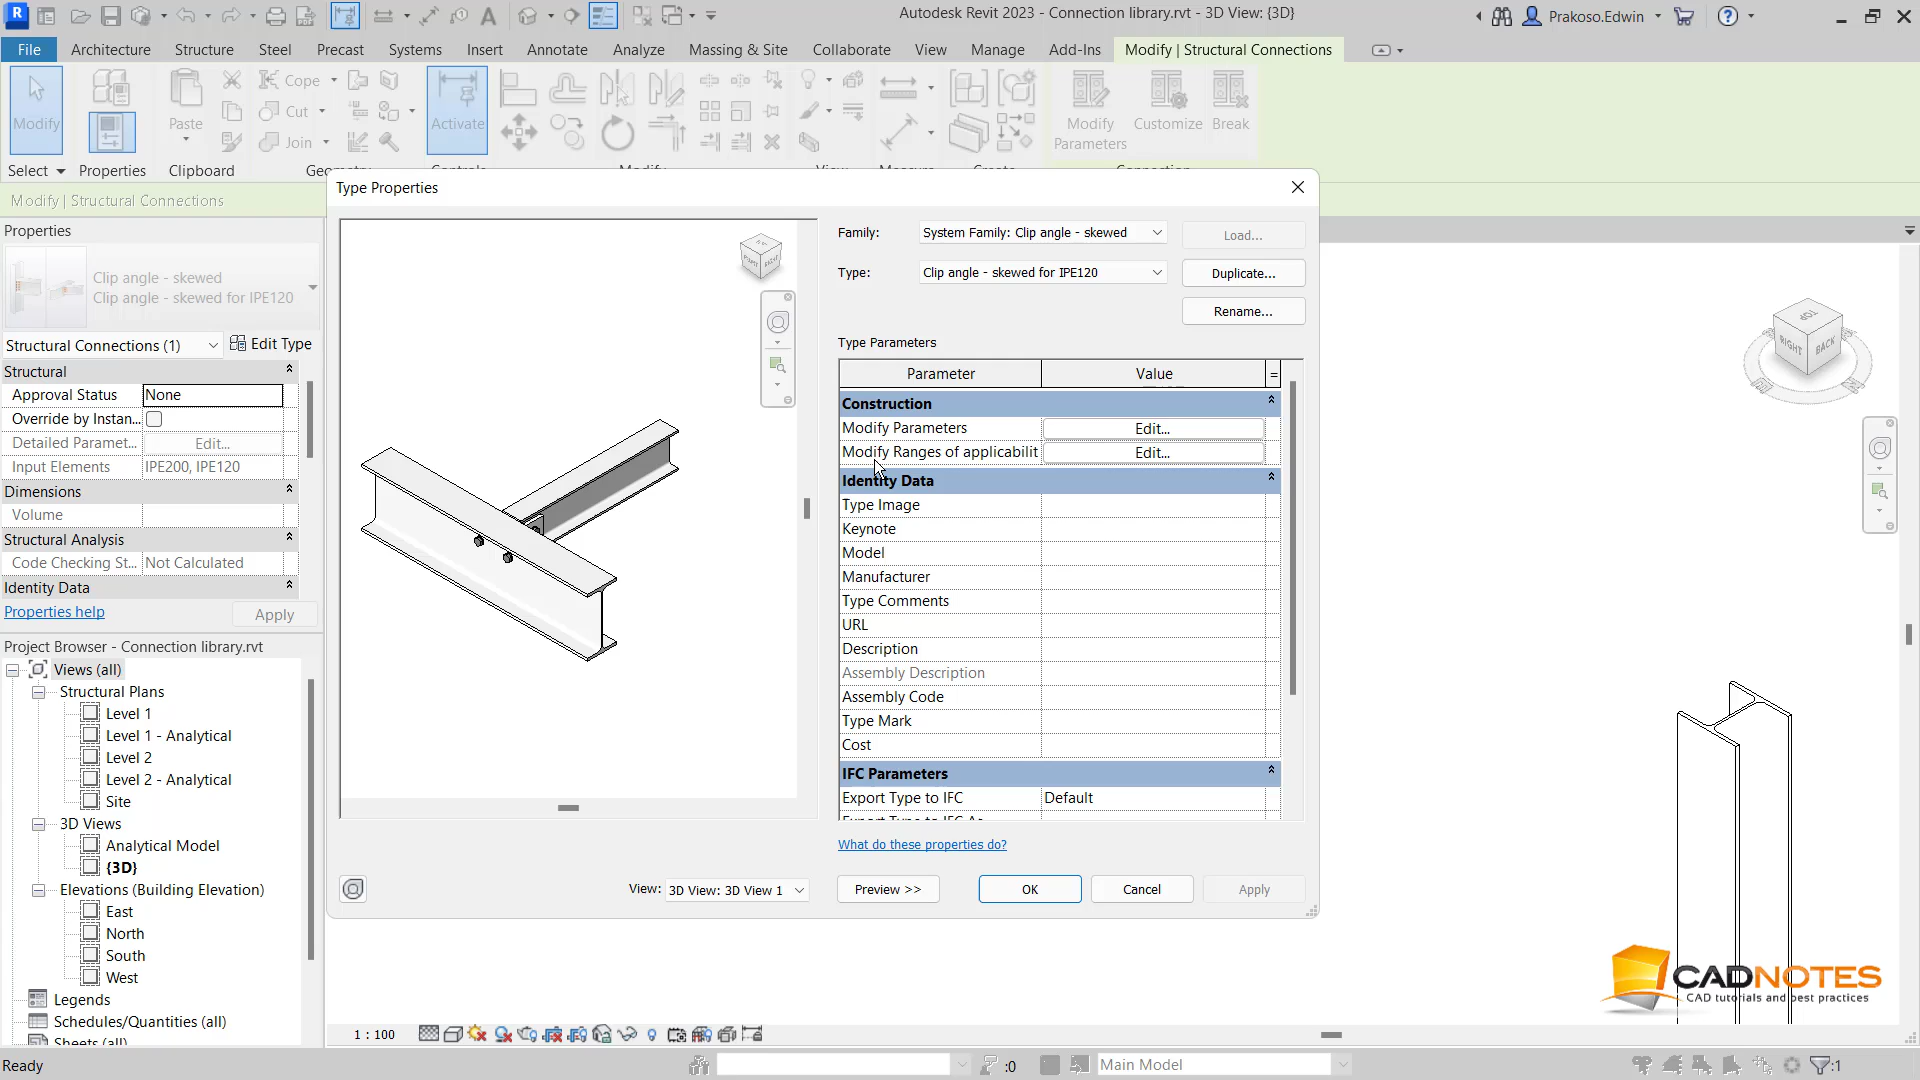 Autodesk Revit 2023 - Connection library.rvt - 3D View: {3D}
Prakoso.Edwin
File Architecture Structure Steel Precast Systems Insert Annotate Analyze Massing & Site Collaborate View Manage Add-Ins Modify | Structural Connections
Modify
Paste
Cope
Cut
Join
Activate
Modify Parameters
Customize
Break
Select
Properties
Clipboard
Modify | Structural Connections
Properties
Clip angle - skewed
Clip angle - skewed for IPE120
Structural Connections (1)
Edit Type
Structural
Approval Status None
Override by Instan...
Detailed Paramet... Edit...
Input Elements IPE200, IPE120
Dimensions
Volume
Structural Analysis
Code Checking St... Not Calculated
Identity Data
Properties help
Apply
Project Browser - Connection library.rvt
Views (all)
Structural Plans
Level 1
Level 1 - Analytical
Level 2
Level 2 - Analytical
Site
3D Views
Analytical Model
{3D}
Elevations (Building Elevation)
East
North
South
West
Legends
Schedules/Quantities (all)
Sheets (all)
Type Properties
Family: System Family: Clip angle - skewed
Load...
Type: Clip angle - skewed for IPE120
Duplicate...
Rename...
Type Parameters
Parameter Value =
Construction
Modify Parameters Edit...
Modify Ranges of applicabilit Edit...
Identity Data
Type Image
Keynote
Model
Manufacturer
Type Comments
URL
Description
Assembly Description
Assembly Code
Type Mark
Cost
IFC Parameters
Export Type to IFC Default
What do these properties do?
View: 3D View: 3D View 1
Preview >>
OK
Cancel
Apply
TOP
RIGHT
BACK
CADNOTES
CAD tutorials and best practices
1 : 100
Ready
:0
Main Model
:1